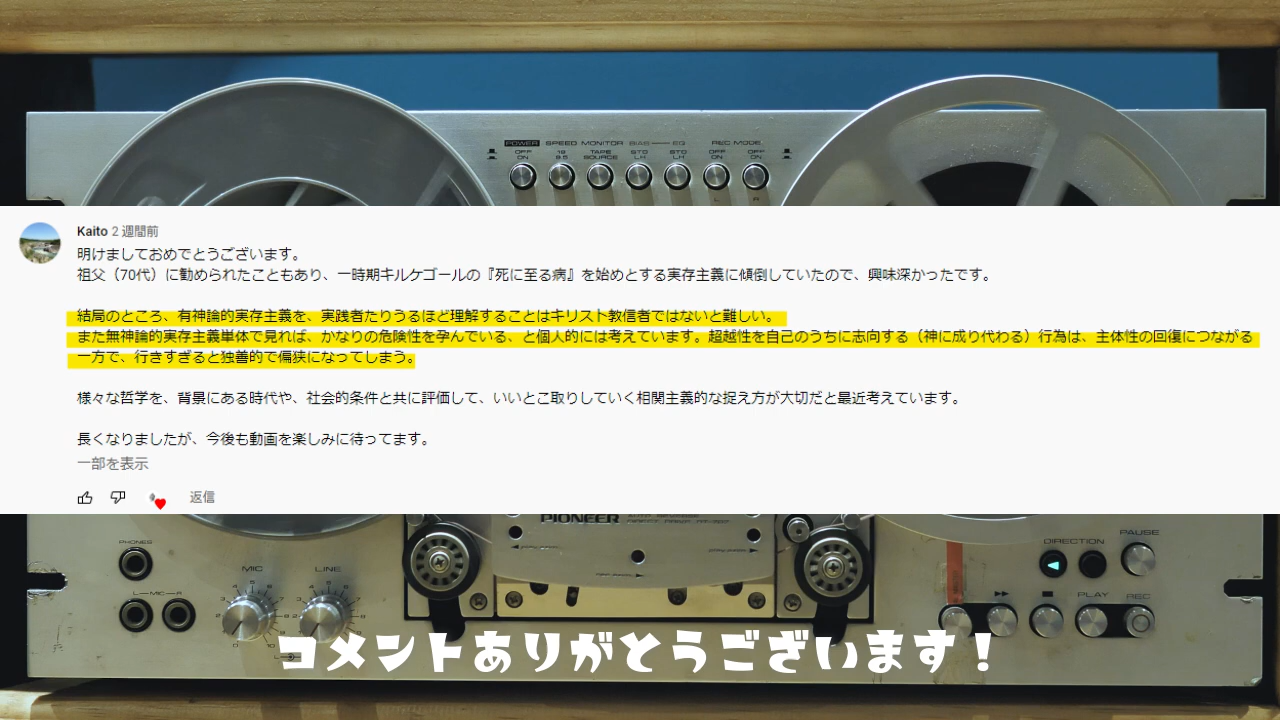 POWER SPEED MONITOR BIAS EQ REC MODE
OFF 19 TAPE STD STD OFF OFF
ON 9.5 SOURCE LH LH ON ON
L R
Kaito 2 週間前
明けましておめでとうございます。
祖父（70代）に勧められたこともあり、一時期キルケゴールの『死に至る病』を始めとする実存主義に傾倒していたので、興味深かったです。
結局のところ、有神論的実存主義を、実践者たりうるほど理解することはキリスト教信者ではないと難しい。
また無神論的実存主義単体で見れば、かなりの危険性を孕んでいる、と個人的には考えています。超越性を自己のうちに志向する（神に成り代わる）行為は、主体性の回復につながる
一方で、行きすぎると独善的で偏狭になってしまう。
様々な哲学を、背景にある時代や、社会的条件と共に評価して、いいとこ取りしていく相関主義的な捉え方が大切だと最近考えています。
長くなりましたが、今後も動画を楽しみに待ってます。
一部を表示
返信
PIONEER
PHONES
MIC LINE
L MIC R
DIRECTION PAUSE
PLAY REC
コメントありがとうございます！